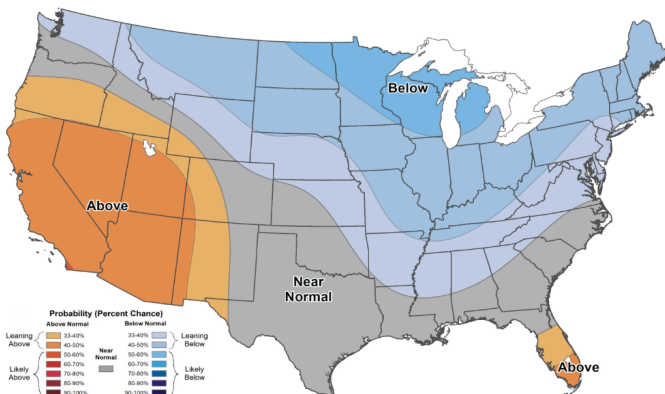 Below
Above
Near
Normal
Above
Probability (Percent Chance)
Above Normal Below Normal
Leaning Above 33-40% 33-40% Leaning Below
40-50% 40-50%
Likely Above 50-60% Near Normal 50-60% Likely Below
60-70% 60-70%
70-80% 70-80%
80-90% 80-90%
90-100% 90-100%